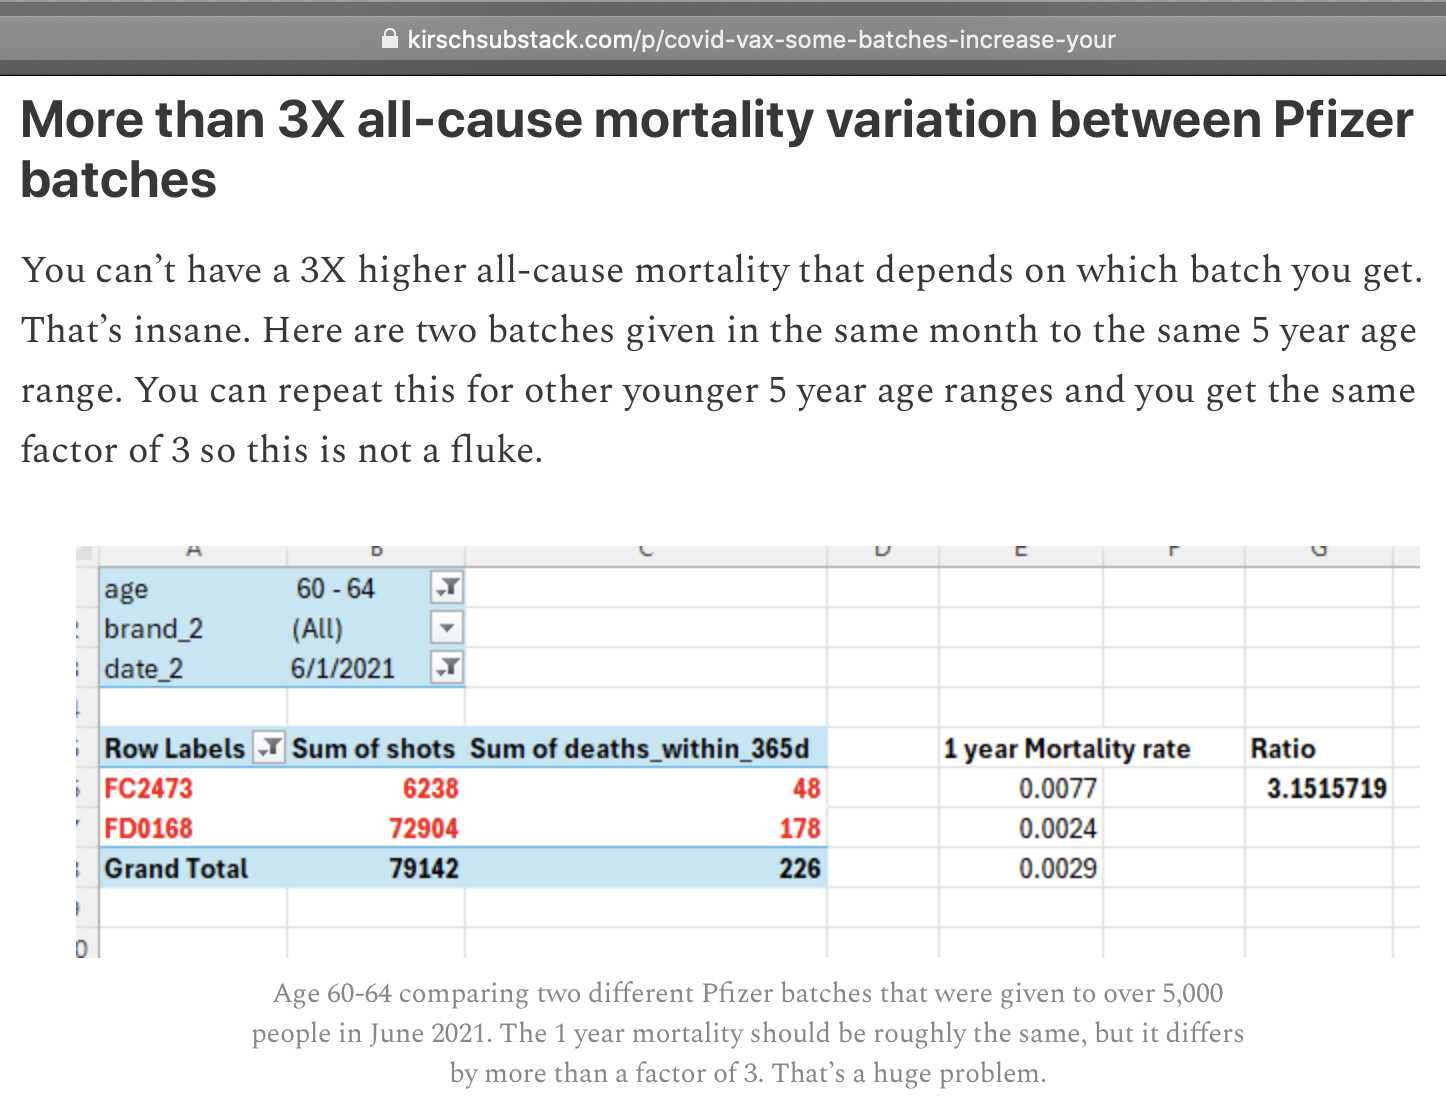 kirschsubstack.com/p/covid-vax-some-batches-increase-your
More than 3X all-cause mortality variation between Pfizer
batches
You can’t have a 3X higher all-cause mortality that depends on which batch you get.
That’s insane. Here are two batches given in the same month to the same 5 year age
range. You can repeat this for other younger 5 year age ranges and you get the same
factor of 3 so this is not a fluke.
A B C D E F G
age 60 - 64
brand_2 (All)
date_2 6/1/2021
Row Labels Sum of shots Sum of deaths_within_365d 1 year Mortality rate Ratio
FC2473 6238 48 0.0077 3.1515719
FD0168 72904 178 0.0024
Grand Total 79142 226 0.0029
Age 60-64 comparing two different Pfizer batches that were given to over 5,000
people in June 2021. The 1 year mortality should be roughly the same, but it differs
by more than a factor of 3. That’s a huge problem.